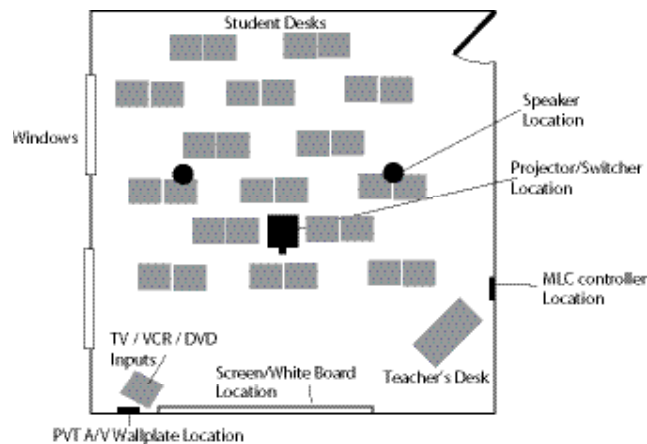 Student Desks
Speaker
Location
Windows
Projector/Switcher
Location
MLC controller
Location
TV / VCR / DVD
Inputs
Screen/White Board
Location
Teacher's Desk
PVT A/V Wallplate Location